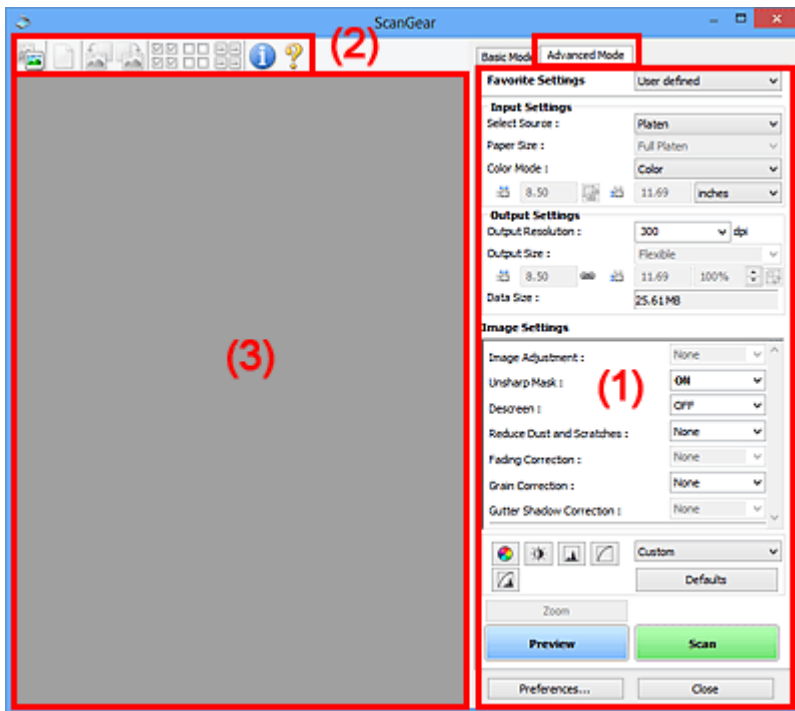 ScanGear
(2)
Basic Mode Advanced Mode
Favorite Settings User defined
Input Settings
Select Source : Platen
Paper Size : Full Platen
Color Mode : Color
8.50 11.69 inches
Output Settings
Output Resolution : 300 dpi
Output Size : Flexible
8.50 11.69 100%
Data Size : 25.61MB
Image Settings
(3)
(1)
Image Adjustment : None
Unsharp Mask : ON
Descreen : OFF
Reduce Dust and Scratches : None
Fading Correction : None
Grain Correction : None
Gutter Shadow Correction : None
Custom
Defaults
Zoom
Preview Scan
Preferences... Close